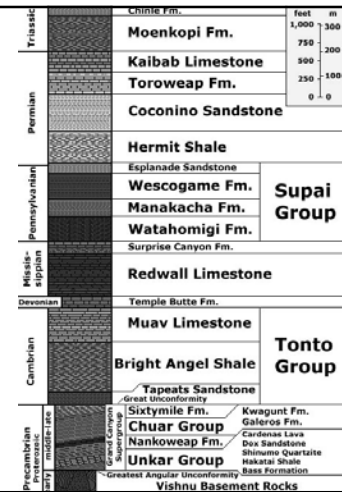 Triassic
Chinle Fm.
Moenkopi Fm.
feet m
1,000 300
750 200
500
250 100
0 0
Permian
Kaibab Limestone
Toroweap Fm.
Coconino Sandstone
Hermit Shale
Pennsylvanian
Esplanade Sandstone
Wescogame Fm.
Manakacha Fm.
Watahomigi Fm.
Supai
Group
Missis-
sippian
Surprise Canyon Fm.
Redwall Limestone
Devonian
Temple Butte Fm.
Cambrian
Muav Limestone
Bright Angel Shale
Tapeats Sandstone
Tonto
Group
Great Unconformity
Precambrian
Proterozoic
middle-late
early
Grand Canyon
Supergroup
Sixtymile Fm.
Chuar Group
Nankoweap Fm.
Unkar Group
Kwagunt Fm.
Galeros Fm.
Cardenas Lava
Dox Sandstone
Shinumo Quartzite
Hakatai Shale
Bass Formation
Greatest Angular Unconformity
Vishnu Basement Rocks